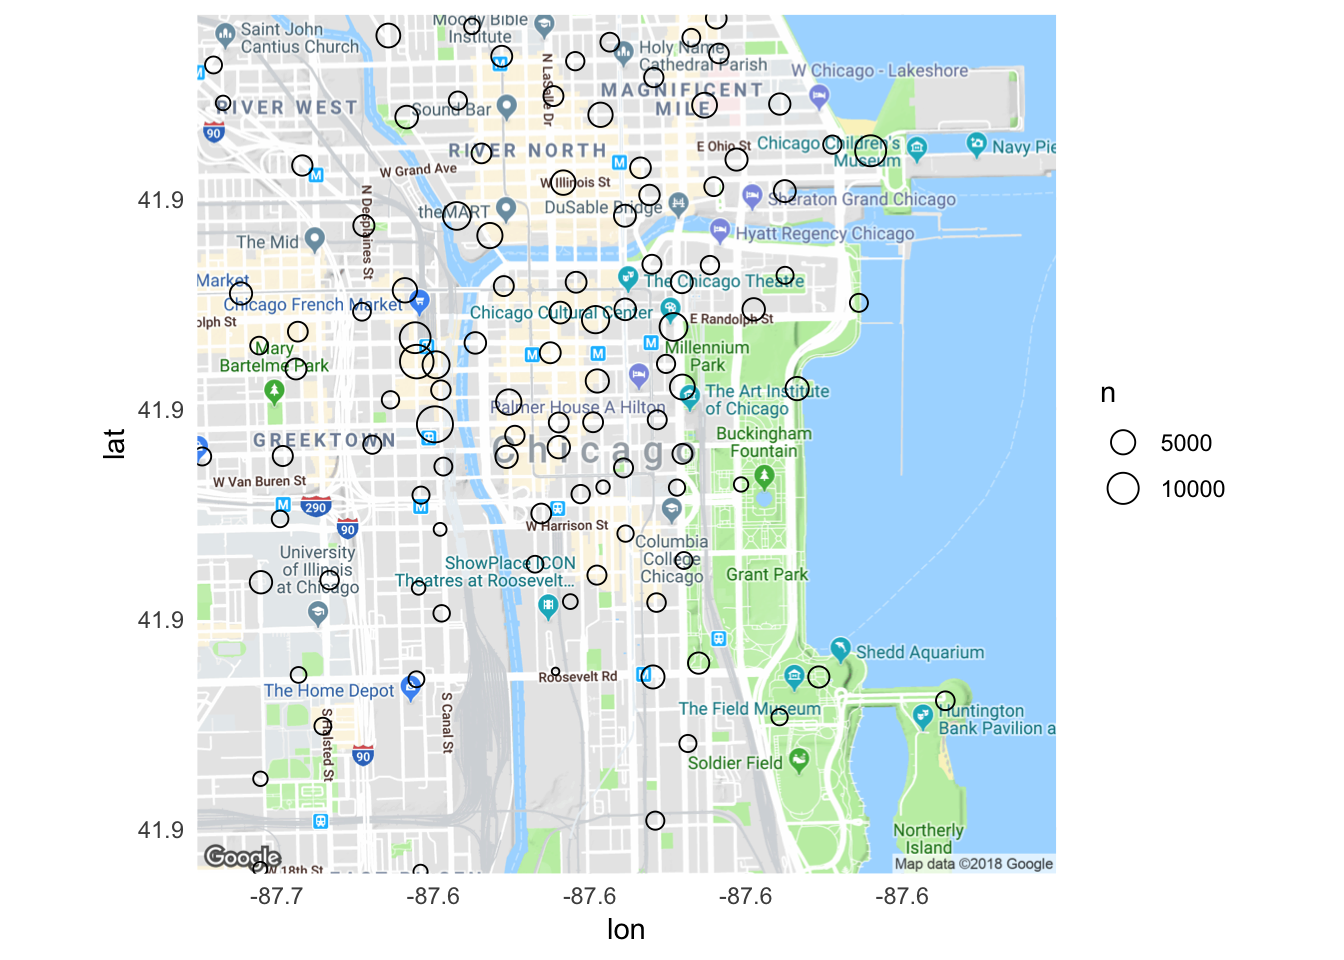 Saint John
Cantius Church
Moody Bible
Institute
N LaSalle Dr
Holy Name
Cathedral Parish
W Chicago - Lakeshore
MAGNIFICENT
MILE
RIVER WEST
Sound Bar
90
RIVER NORTH
E Ohio St
Chicago Children's
Museum
Navy Pie
M
W Grand Ave
M
W Illinois St
N Desplaines St
theMART
DuSable Bridge
Sheraton Grand Chicago
The Mid
Hyatt Regency Chicago
Market
The Chicago Theatre
Chicago French Market
Chicago Cultural Center
olph St
E Randolph St
Mary
Bartelme Park
Millennium
Park
The Art Institute
of Chicago
Palmer House A Hilton
GREEKTOWN
Chicago
Buckingham
Fountain
W Van Buren St
M
290
M
90
W Harrison St
University
of Illinois
at Chicago
Columbia
College
Chicago
ShowPlace ICON
Theatres at Roosevelt...
Grant Park
Shedd Aquarium
Roosevelt Rd
The Home Depot
The Field Museum
Huntington
Bank Pavilion a
S Halsted St
S Canal St
90
Soldier Field
Northerly
Island
Google
W 18th St
Map data ©2018 Google
41.9
41.9
41.9
41.9
lat
-87.7
-87.6
-87.6
-87.6
-87.6
lon
n
5000
10000